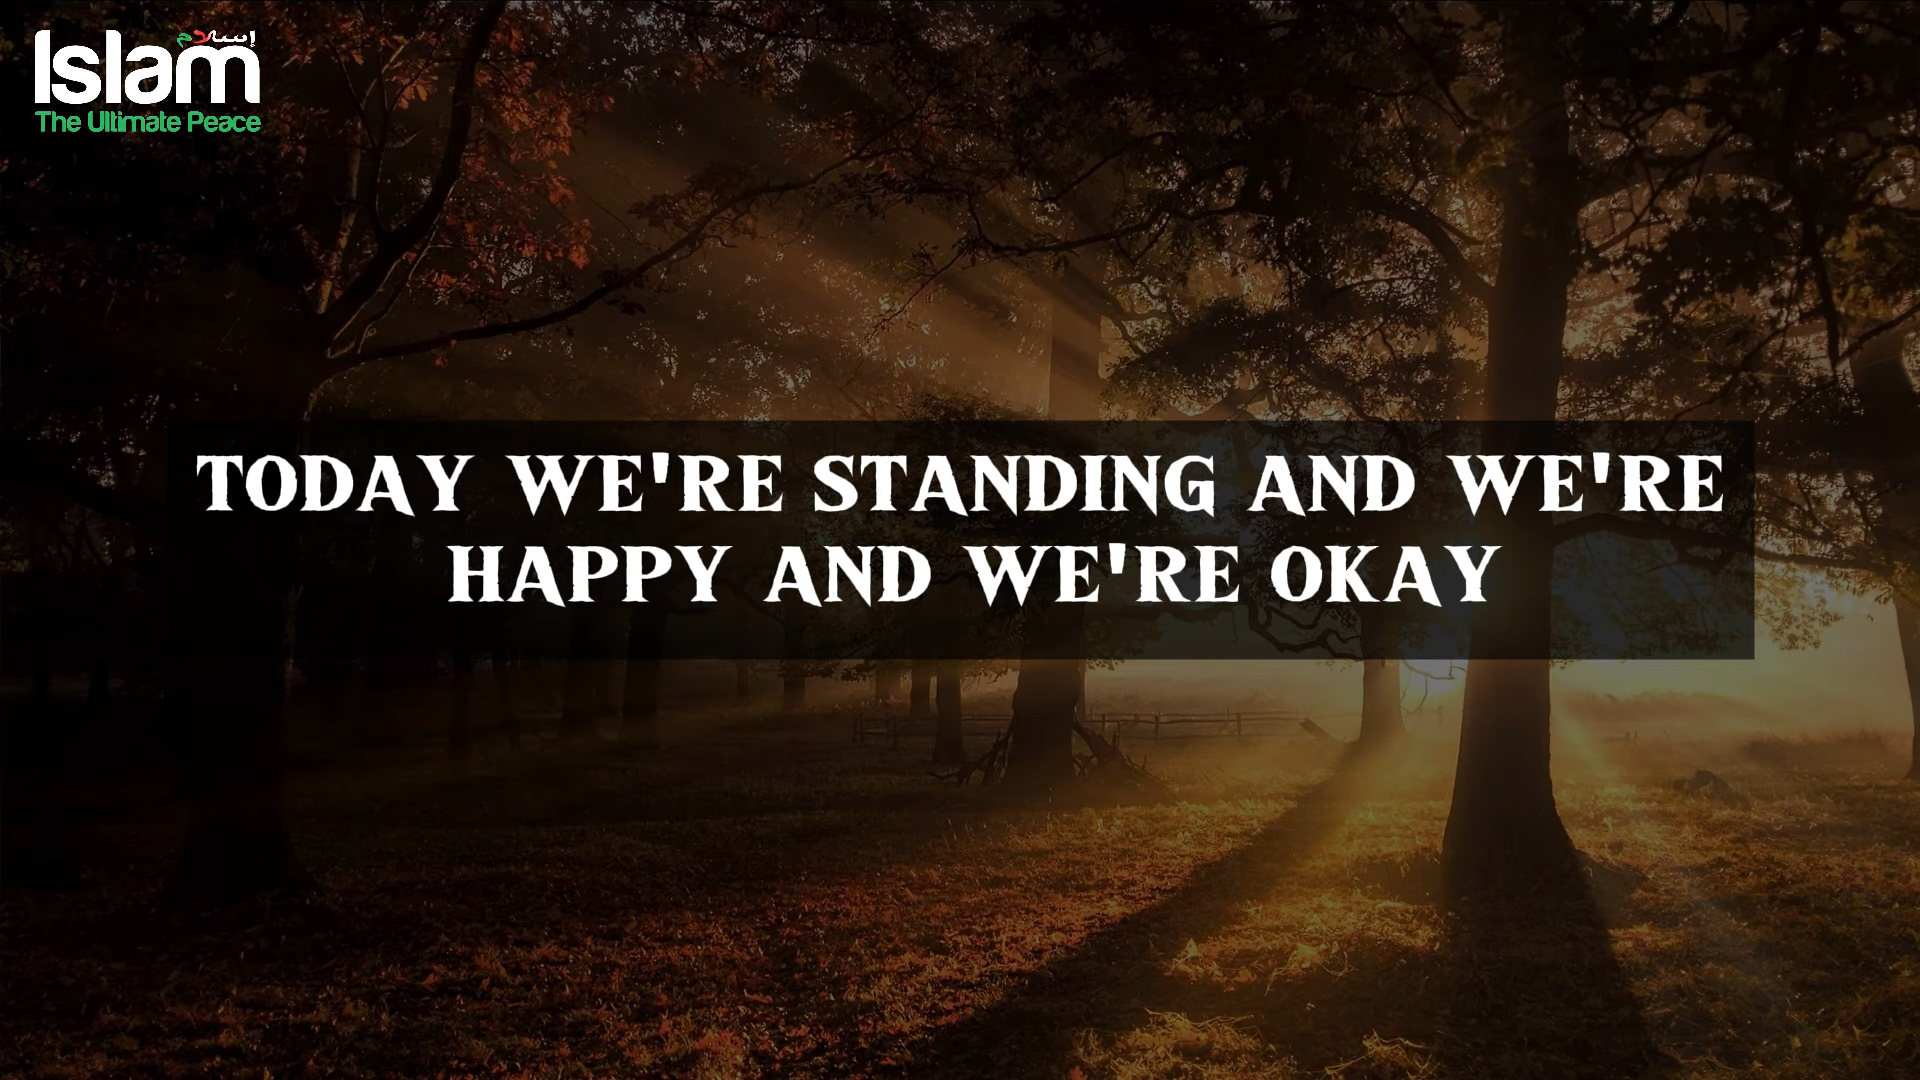 إسلام
Islam
The Ultimate Peace
TODAY WE'RE STANDING AND WE'RE
HAPPY AND WE'RE OKAY